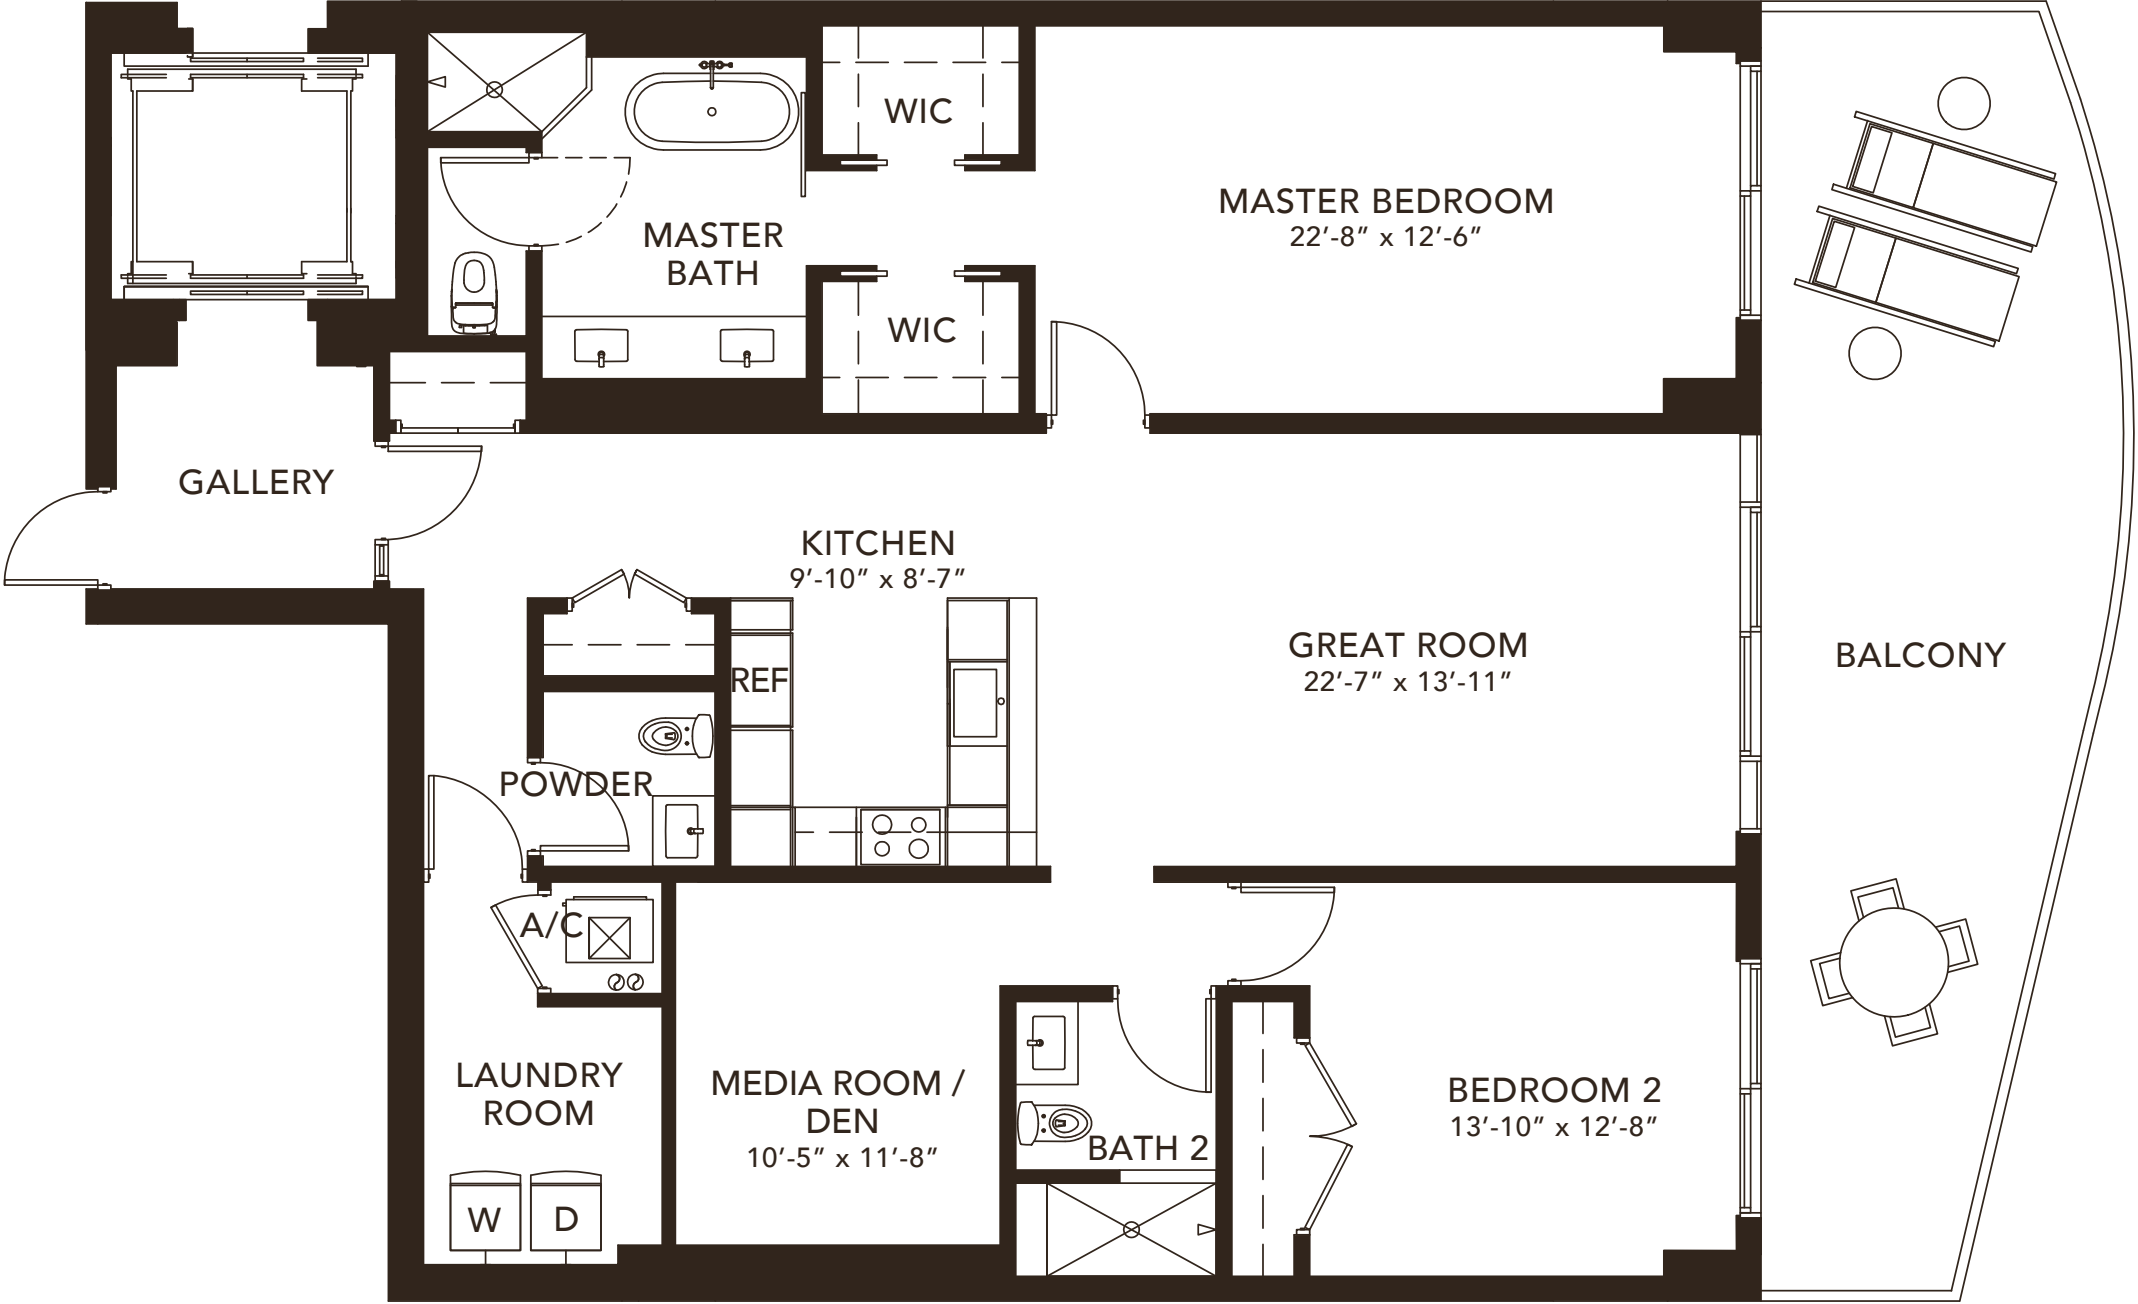 WIC
MASTER BEDROOM
22′-8″ x 12′-6″
MASTER
BATH
WIC
GALLERY
KITCHEN
9′-10″ x 8′-7″
GREAT ROOM
22′-7″ x 13′-11″
BALCONY
REF
POWDER
A/C
LAUNDRY
ROOM
MEDIA ROOM /
DEN
10′-5″ x 11′-8″
BATH 2
BEDROOM 2
13′-10″ x 12′-8″
W
D